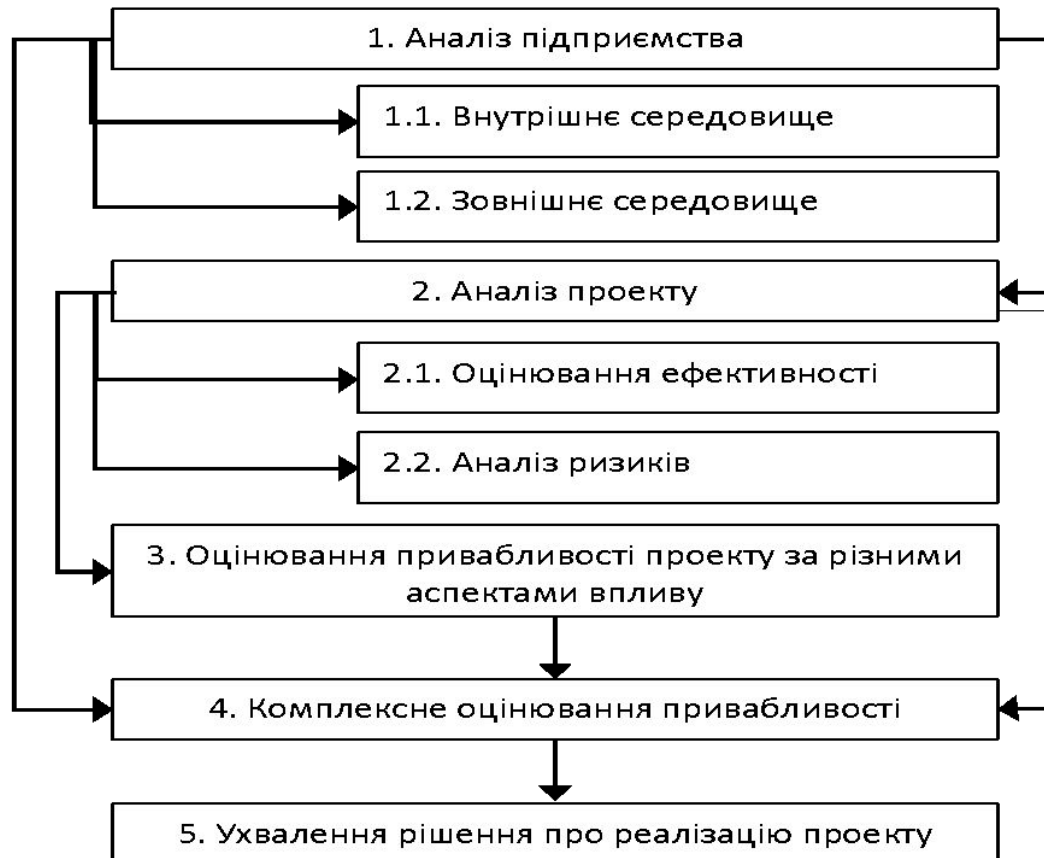 1. Аналіз підприємства
1.1. Внутрішнє середовище
1.2. Зовнішнє середовище
2. Аналіз проекту
2.1. Оцінювання ефективності
2.2. Аналіз ризиків
3. Оцінювання привабливості проекту за різними
аспектами впливу
4. Комплексне оцінювання привабливості
5. Ухвалення рішення про реалізацію проекту